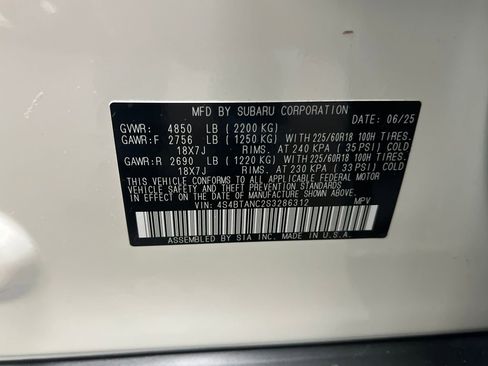 MFD BY SUBARU CORPORATION DATE: 06/25
GVWR: 4850 LB (2200 KG)
GAWR:F 2756 LB (1250 KG) WITH 225/60R18 100H TIRES.
18X7J RIMS. AT 240 KPA (35 PSI) COLD
GAWR:R 2690 LB (1220 KG) WITH 225/60R18 100H TIRES.
18X7J RIMS. AT 230 KPA (33 PSI) COLD
THIS VEHICLE CONFORMS TO ALL APPLICABLE FEDERAL MOTOR
VEHICLE SAFETY AND THEFT PREVENTION STANDARDS
IN EFFECT ON THE DATE OF MANUFACTURE SHOWN ABOVE.
VIN: 4S4BTANC2S3286312 MPV
ASSEMBLED BY SIA INC. MADE IN U.S.A.